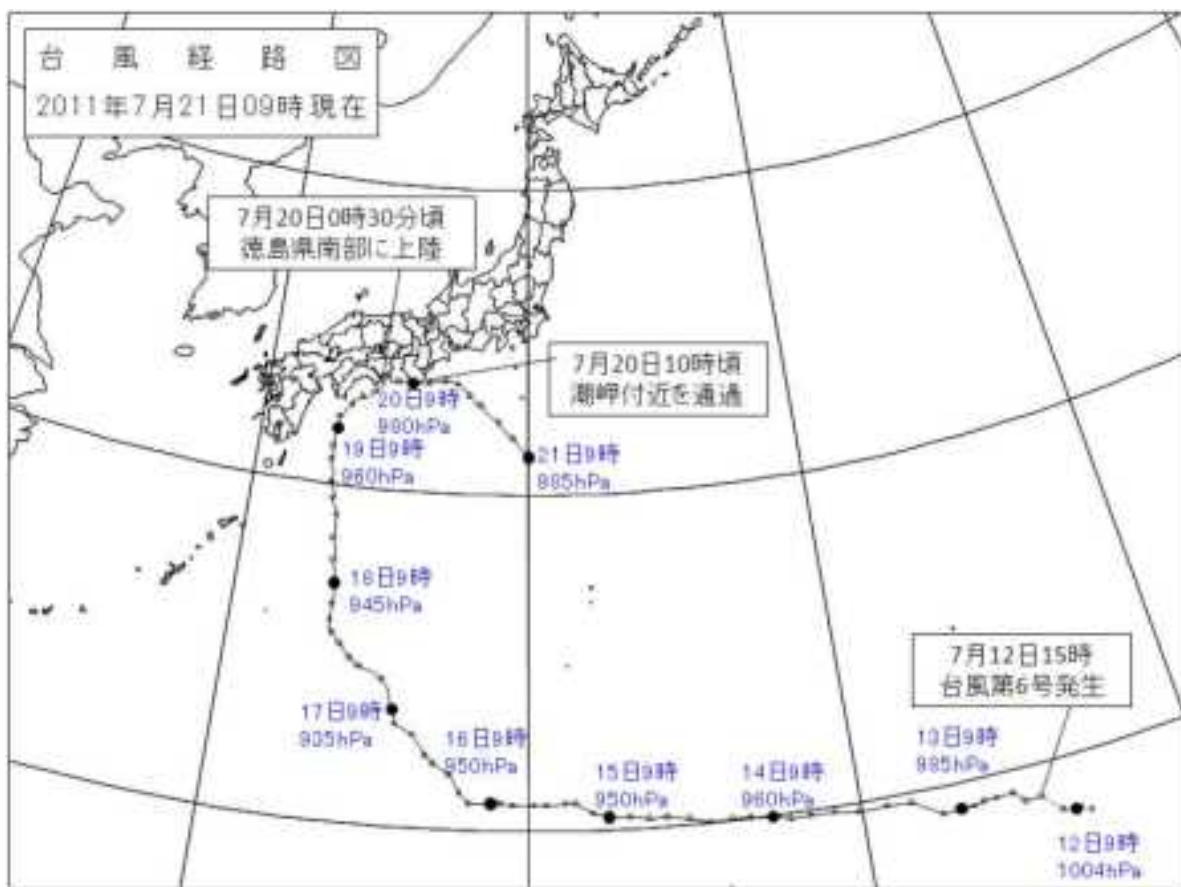 台風経路図
2011年7月21日09時現在
7月20日0時30分頃
徳島県南部に上陸
7月20日10時頃
潮岬付近を通過
20日9時
980hPa
19日9時
960hPa
21日9時
985hPa
18日9時
945hPa
7月12日15時
台風第6号発生
17日9時
935hPa
16日9時
950hPa
15日9時
950hPa
14日9時
960hPa
13日9時
985hPa
12日9時
1004hPa